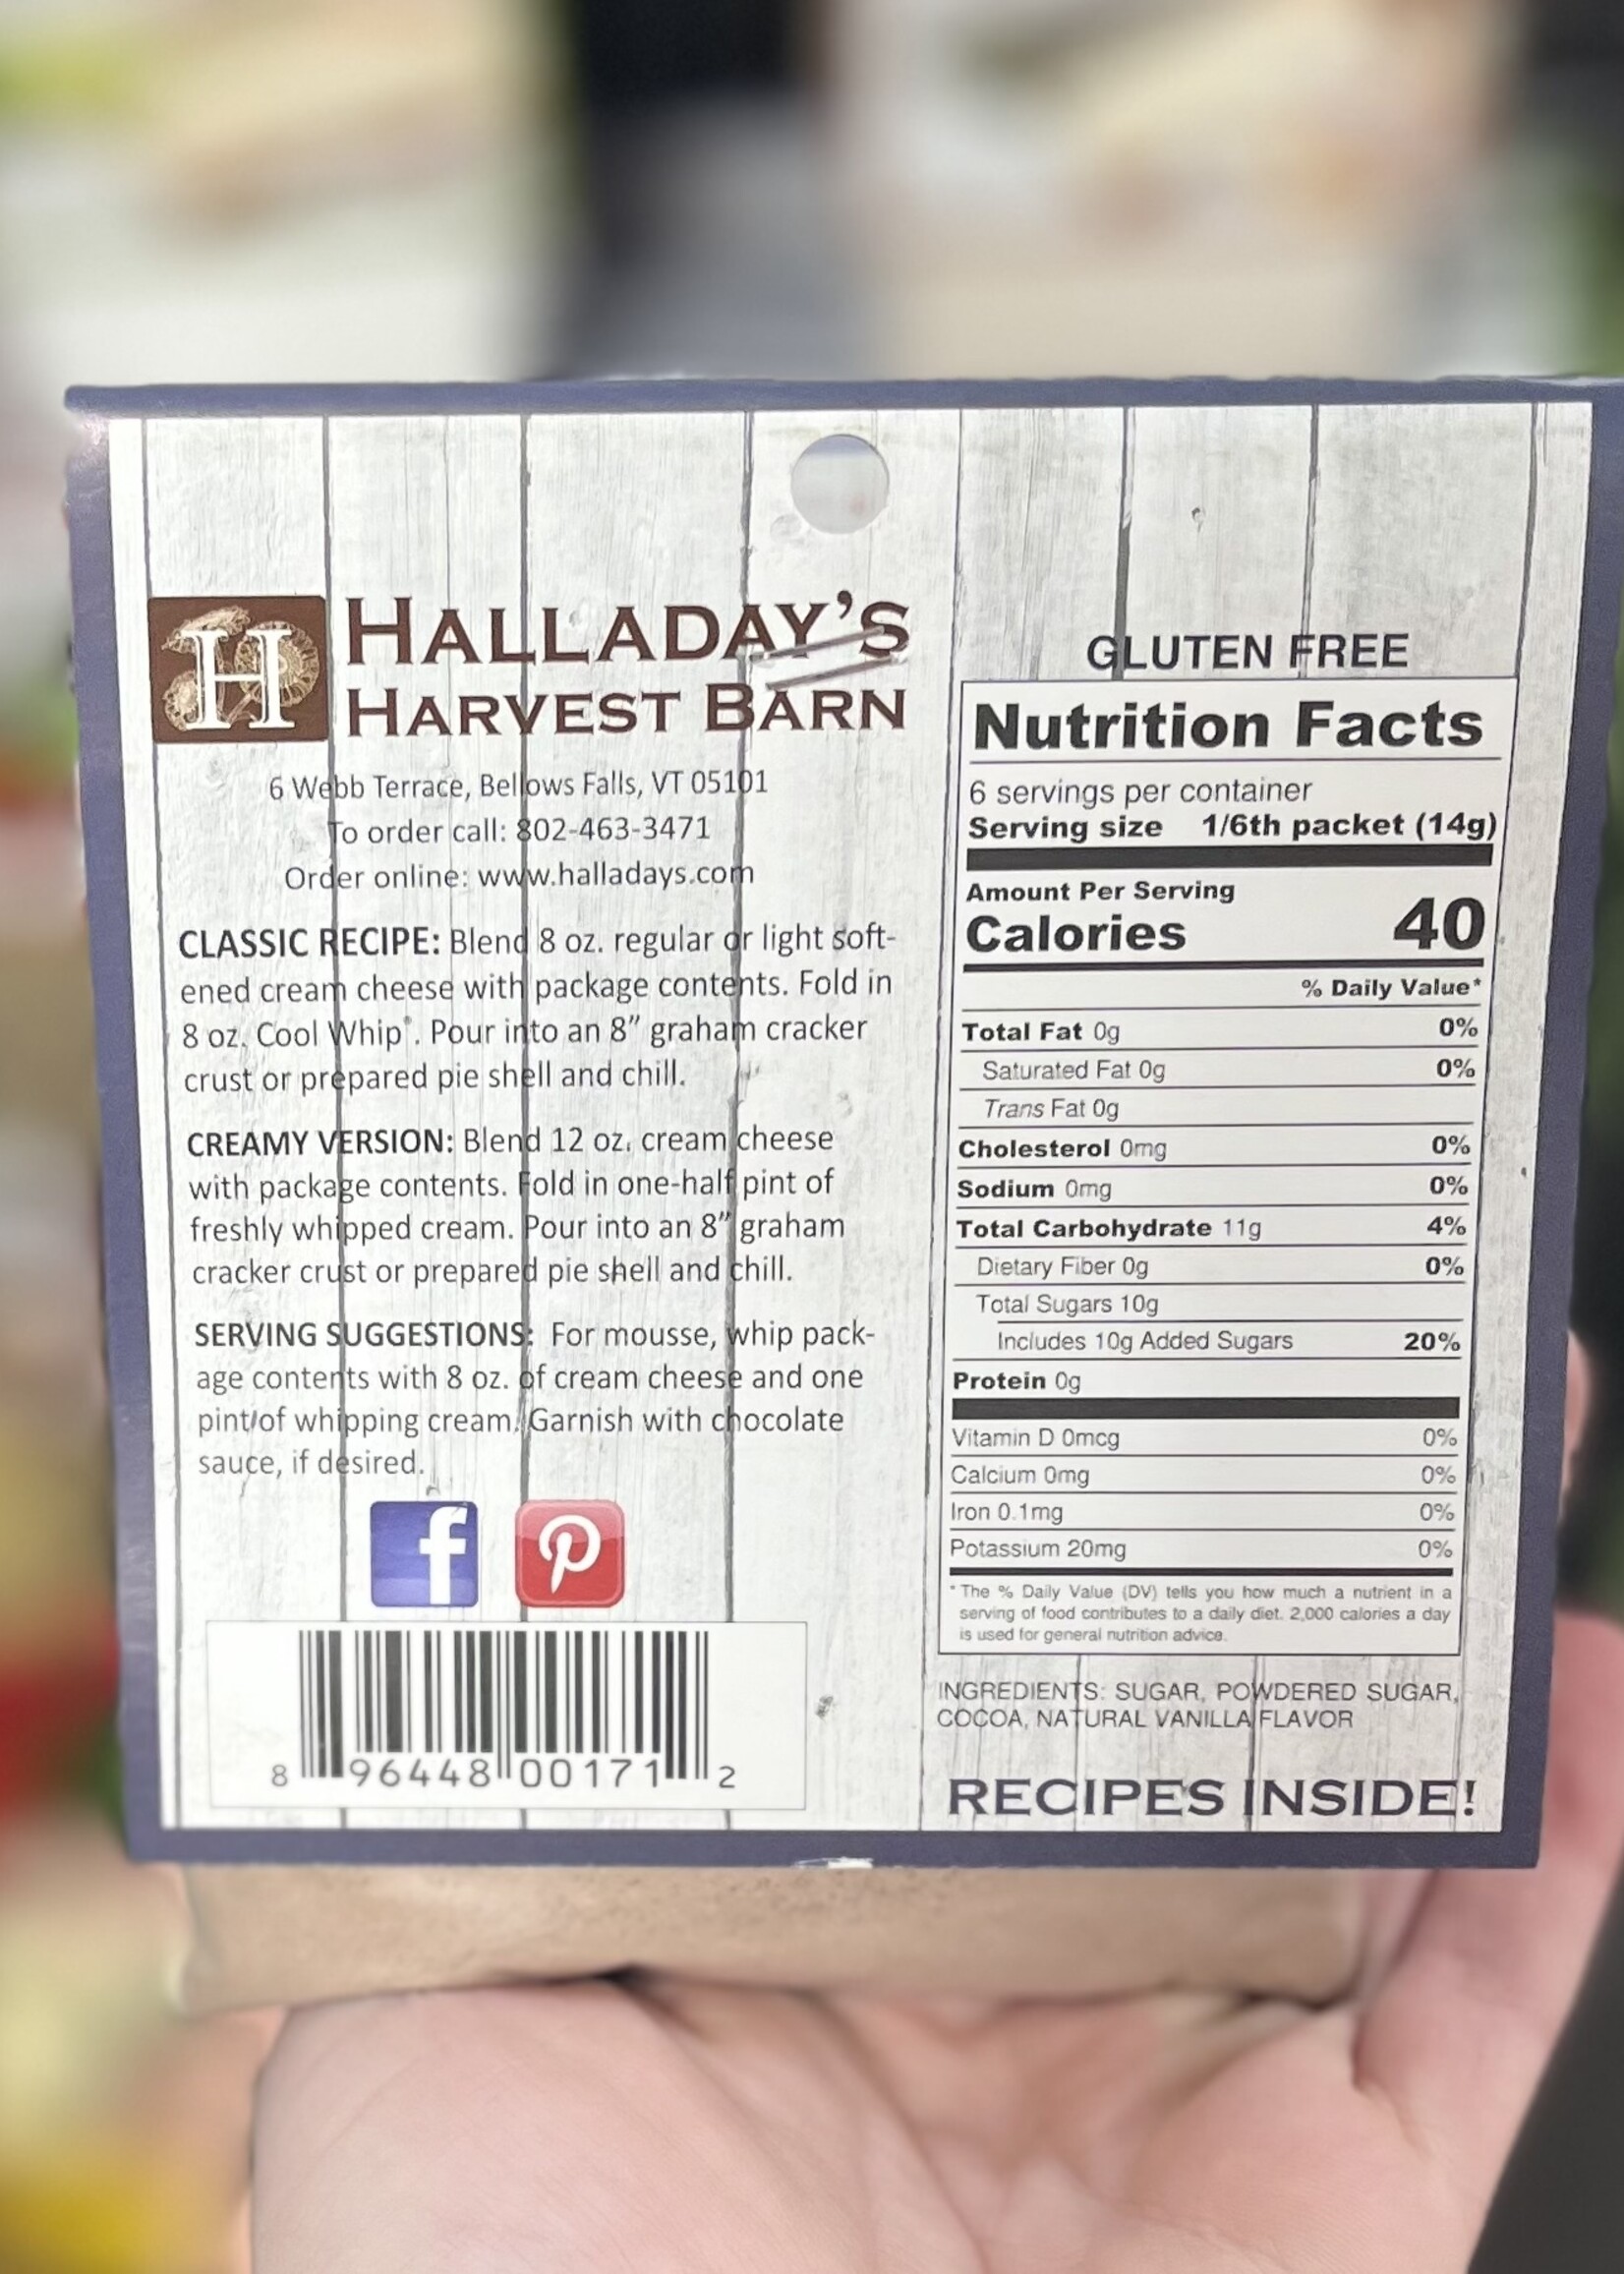 H
HALLADAY'S
HARVEST BARN
6 Webb Terrace, Bellows Falls, VT 05101
To order call: 802-463-3471
Order online: www.halladays.com
CLASSIC RECIPE: Blend 8 oz. regular or light soft-
ened cream cheese with package contents. Fold in
8 oz. Cool Whip®. Pour into an 8” graham cracker
crust or prepared pie shell and chill.
CREAMY VERSION: Blend 12 oz. cream cheese
with package contents. Fold in one-half pint of
freshly whipped cream. Pour into an 8” graham
cracker crust or prepared pie shell and chill.
SERVING SUGGESTIONS: For mousse, whip pack-
age contents with 8 oz. of cream cheese and one
pint of whipping cream. Garnish with chocolate
sauce, if desired.
f
P
8 96448 00171 2
GLUTEN FREE
Nutrition Facts
6 servings per container
Serving size 1/6th packet (14g)
Amount Per Serving
Calories 40
% Daily Value*
Total Fat 0g 0%
Saturated Fat 0g 0%
Trans Fat 0g
Cholesterol 0mg 0%
Sodium 0mg 0%
Total Carbohydrate 11g 4%
Dietary Fiber 0g 0%
Total Sugars 10g
Includes 10g Added Sugars 20%
Protein 0g
Vitamin D 0mcg 0%
Calcium 0mg 0%
Iron 0.1mg 0%
Potassium 20mg 0%
* The % Daily Value (DV) tells you how much a nutrient in a
serving of food contributes to a daily diet. 2,000 calories a day
is used for general nutrition advice.
INGREDIENTS: SUGAR, POWDERED SUGAR,
COCOA, NATURAL VANILLA FLAVOR
RECIPES INSIDE!